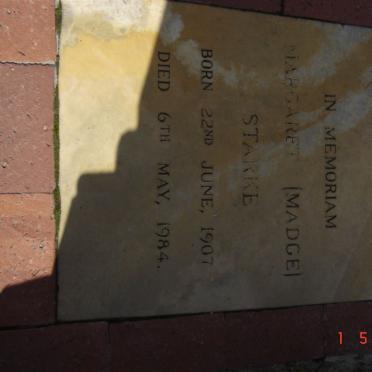 IN MEMORIAM
MARGARET [MADGE]
STARKE
BORN 22ND JUNE, 1907
DIED 6TH MAY, 1984.
1 5